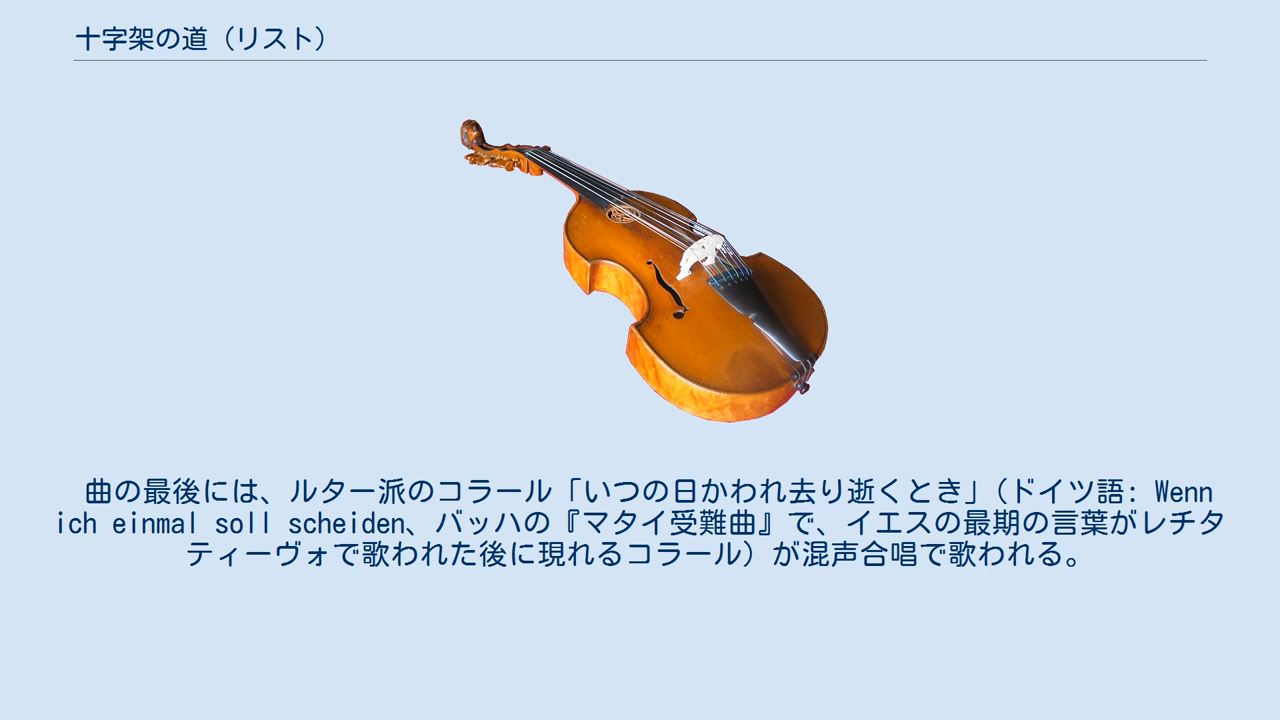 十字架の道（リスト）
曲の最後には、ルター派のコラール「いつの日かわれ去り逝くとき」（ドイツ語: Wenn
ich einmal soll scheiden、バッハの『マタイ受難曲』で、イエスの最期の言葉がレチタ
ティーヴォで歌われた後に現れるコラール）が混声合唱で歌われる。